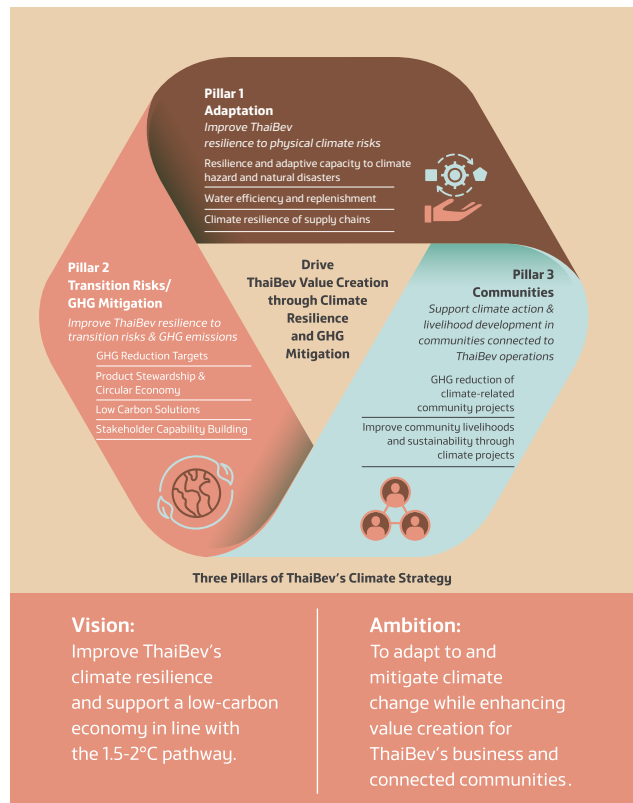 Pillar 1
Adaptation
Improve ThaiBev
resilience to physical climate risks
Resilience and adaptive capacity to climate
hazard and natural disasters
Water efficiency and replenishment
Climate resilience of supply chains
Pillar 2
Transition Risks/
GHG Mitigation
Improve ThaiBev resilience to
transition risks & GHG emissions
GHG Reduction Targets
Product Stewardship &
Circular Economy
Low Carbon Solutions
Stakeholder Capability Building
Drive
ThaiBev Value Creation
through Climate
Resilience
and GHG
Mitigation
Pillar 3
Communities
Support climate action &
livelihood development in
communities connected to
ThaiBev operations
GHG reduction of
climate-related
community projects
Improve community livelihoods
and sustainability through
climate projects
Three Pillars of ThaiBev's Climate Strategy
Vision:
Improve ThaiBev's
climate resilience
and support a low-carbon
economy in line with
the 1.5-2°C pathway.
Ambition:
To adapt to and
mitigate climate
change while enhancing
value creation for
ThaiBev's business and
connected communities.